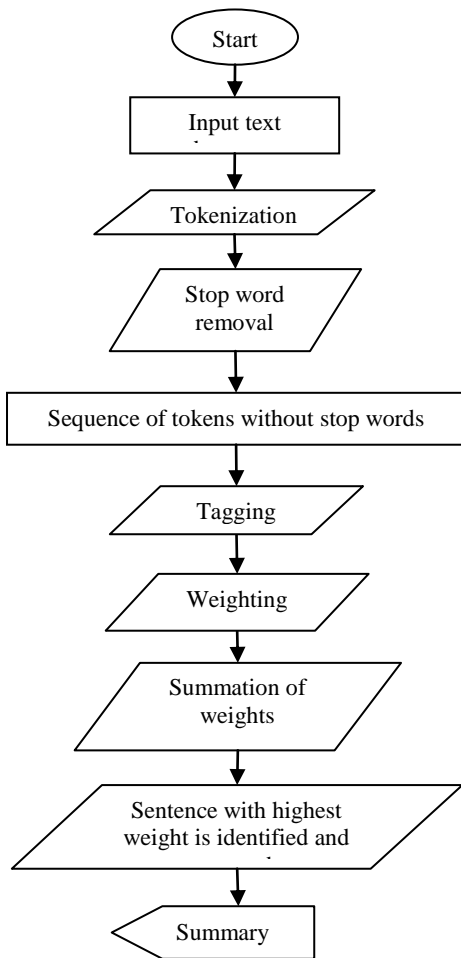 Start
Input text
Tokenization
Stop word
removal
Sequence of tokens without stop words
Tagging
Weighting
Summation of
weights
Sentence with highest
weight is identified and
Summary